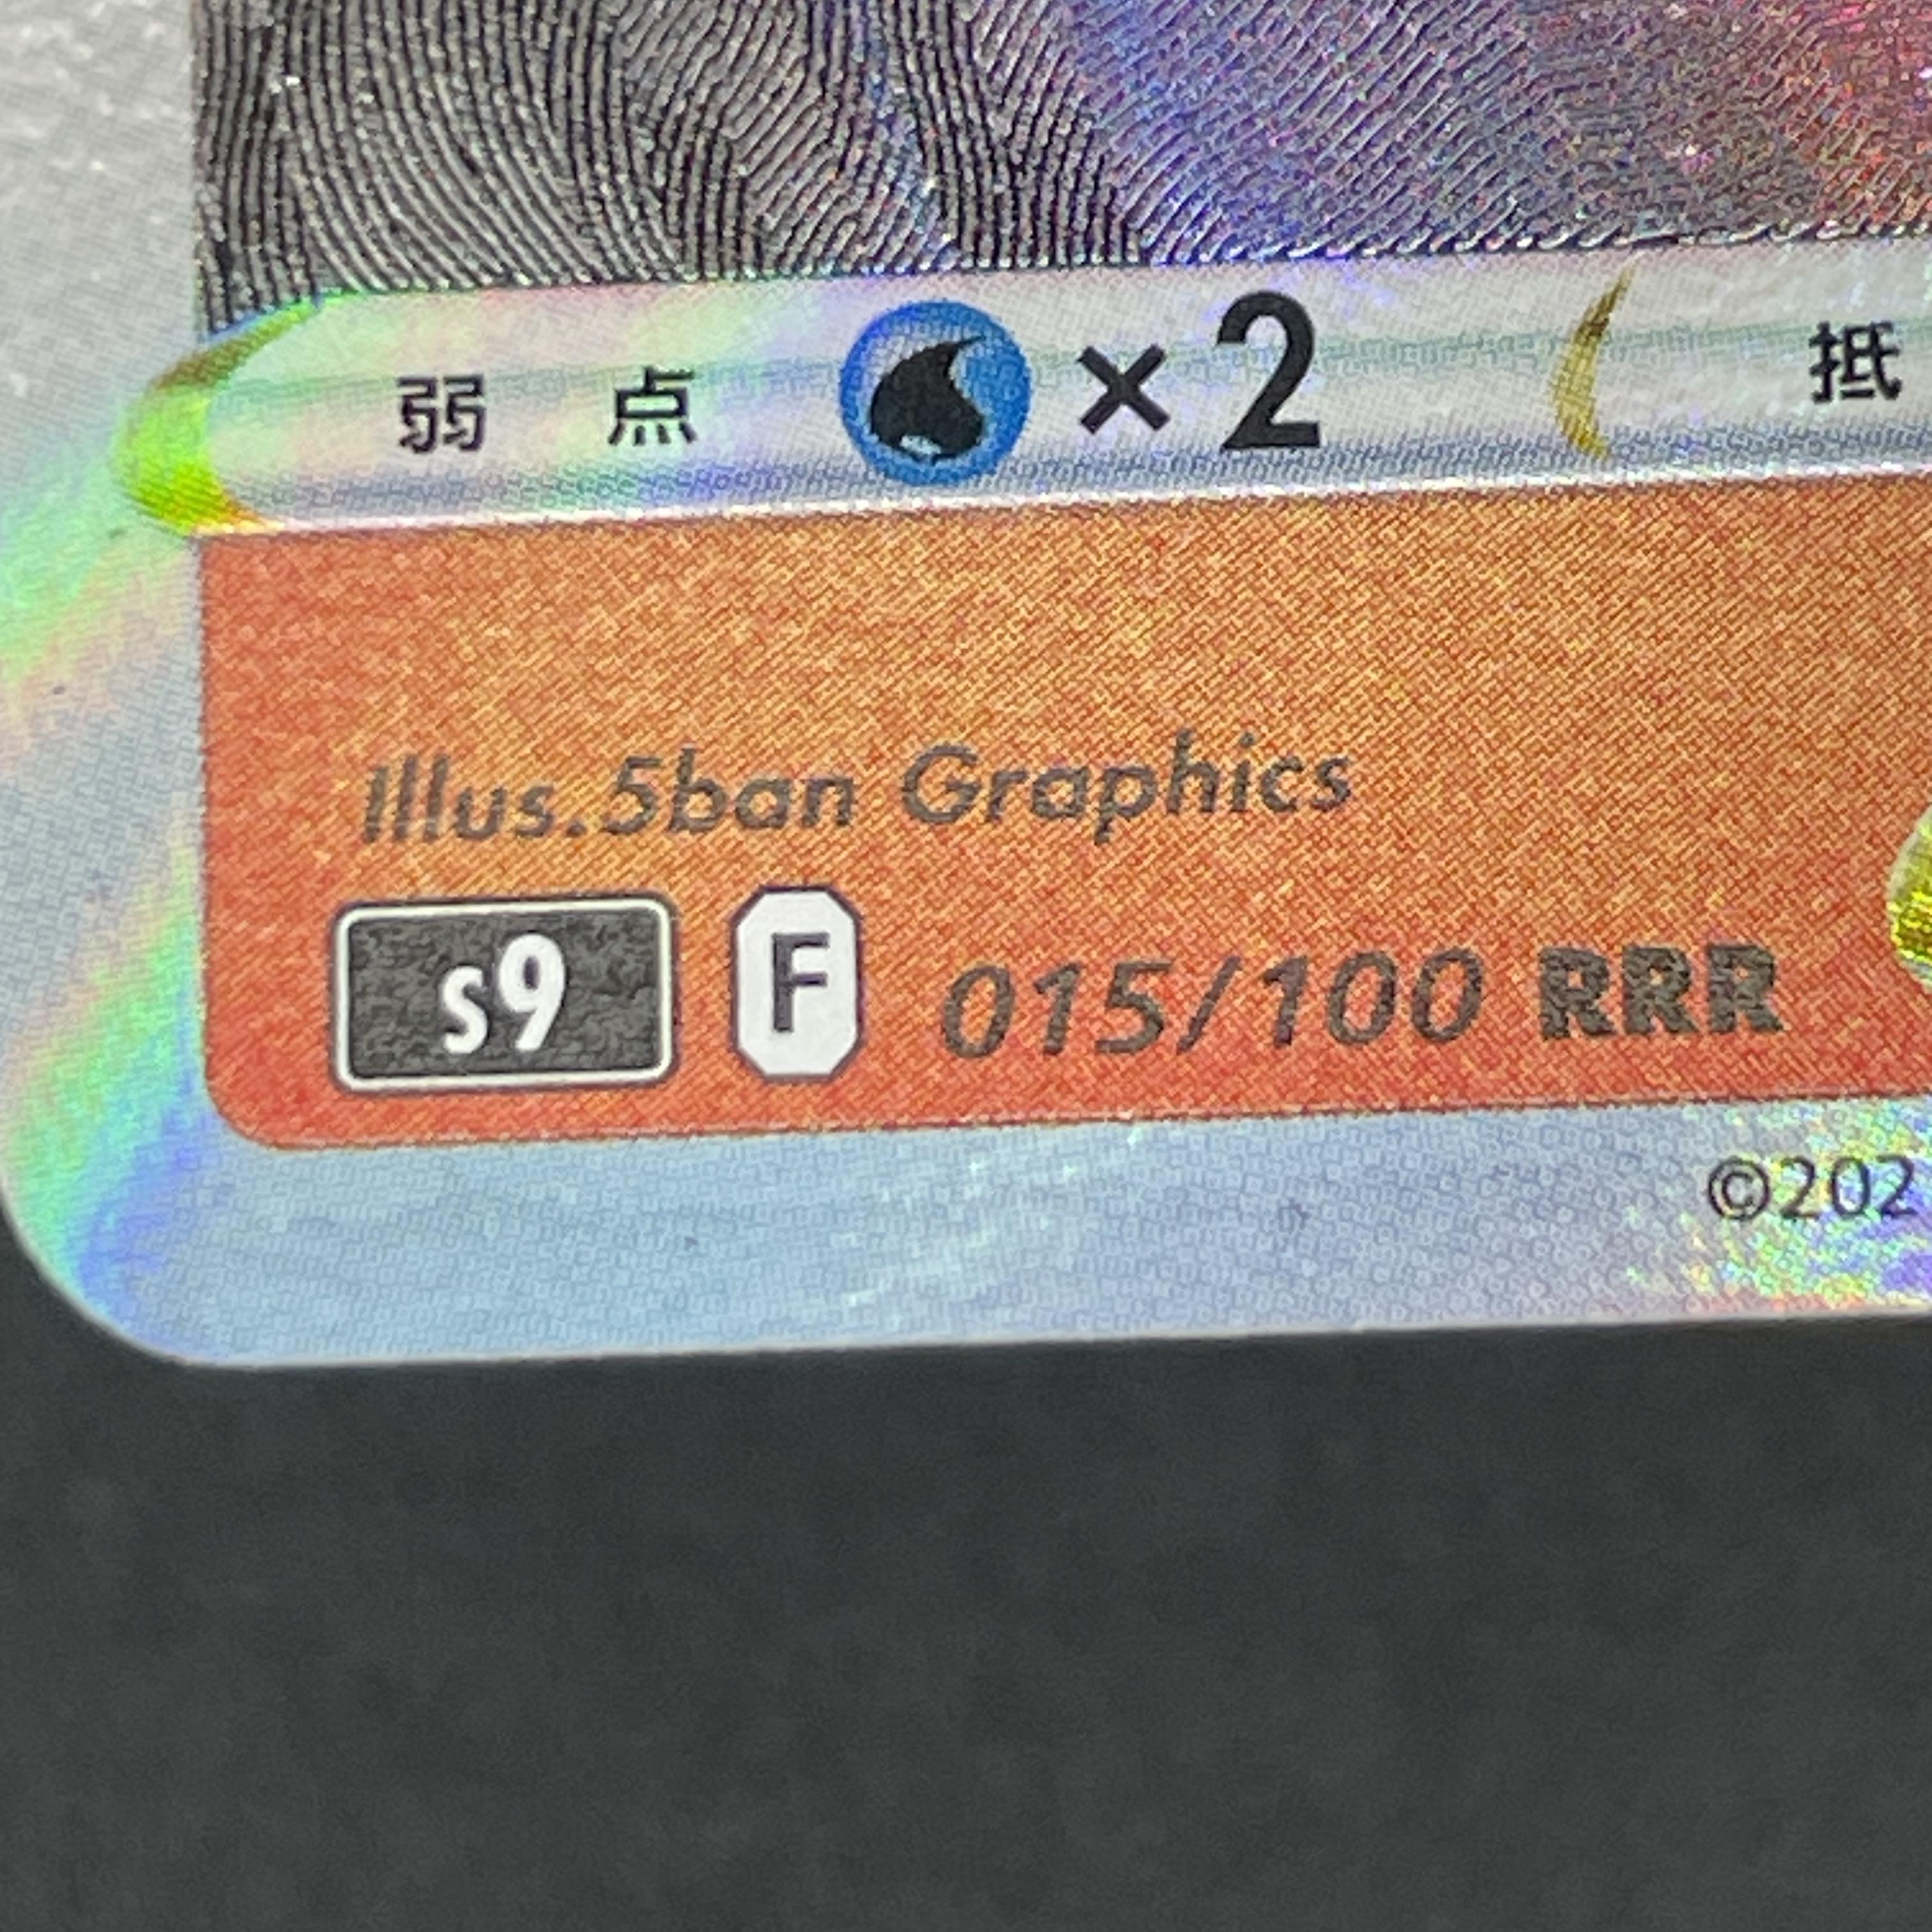 弱点 ×2 抵
Illus.5ban Graphics
s9 F 015/100 RRR
©202